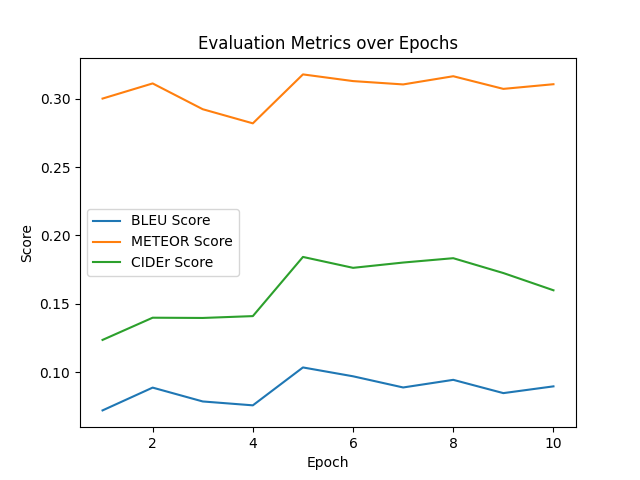 Evaluation Metrics over Epochs
0.30
0.25
0.20
0.15
0.10
Score
BLEU Score
METEOR Score
CIDEr Score
2
4
6
8
10
Epoch